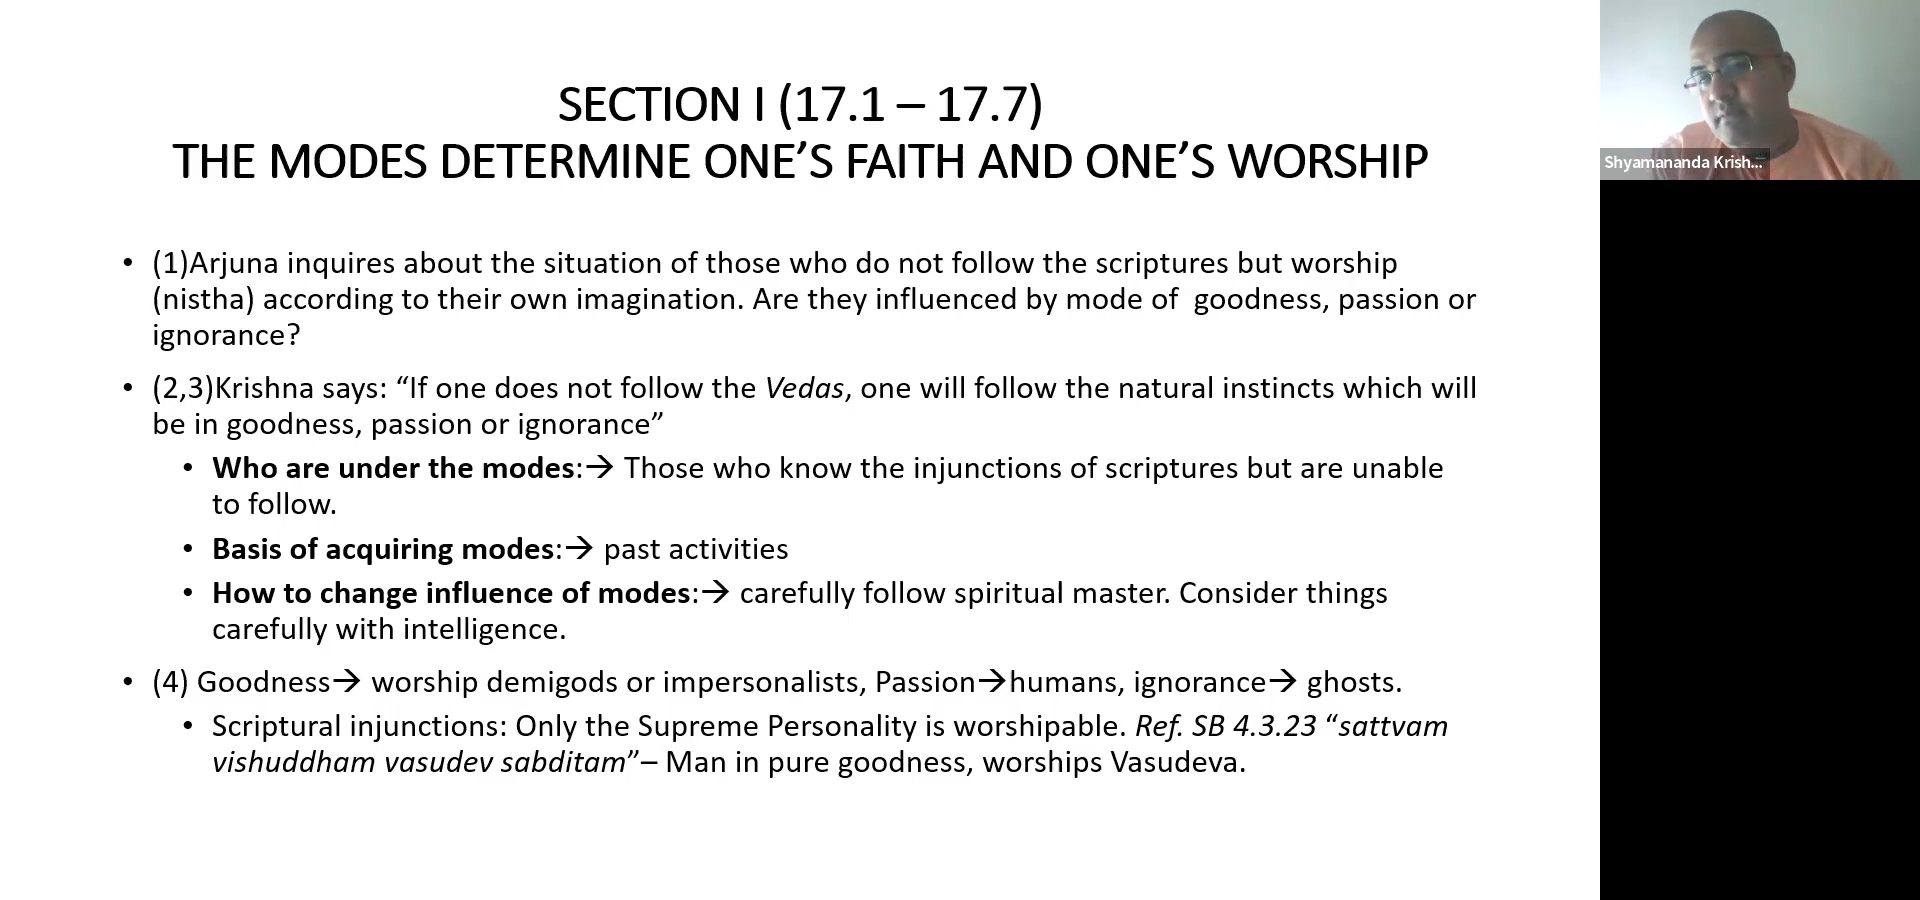 SECTION I (17.1 – 17.7)
THE MODES DETERMINE ONE’S FAITH AND ONE’S WORSHIP
Shyamananda Krish...
• (1)Arjuna inquires about the situation of those who do not follow the scriptures but worship
(nistha) according to their own imagination. Are they influenced by mode of  goodness, passion or
ignorance?
• (2,3)Krishna says: “If one does not follow the Vedas, one will follow the natural instincts which will
be in goodness, passion or ignorance”
• Who are under the modes:→ Those who know the injunctions of scriptures but are unable
to follow.
• Basis of acquiring modes:→ past activities
• How to change influence of modes:→ carefully follow spiritual master. Consider things
carefully with intelligence.
• (4) Goodness→ worship demigods or impersonalists, Passion→humans, ignorance→ ghosts.
• Scriptural injunctions: Only the Supreme Personality is worshipable. Ref. SB 4.3.23 “sattvam
vishuddham vasudev sabditam”– Man in pure goodness, worships Vasudeva.